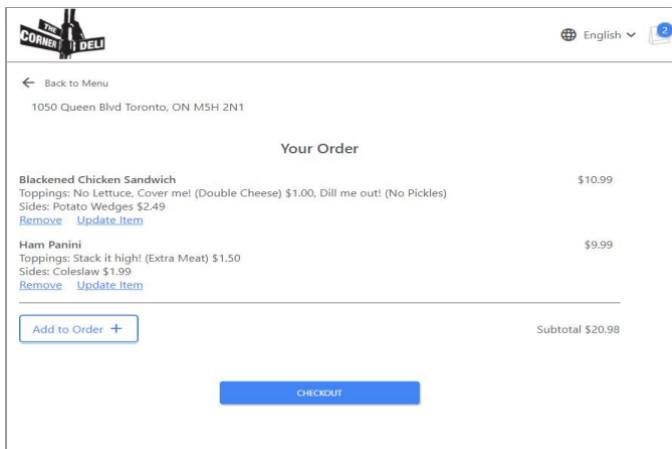 THE
CORNER DELI
English
2
Back to Menu
1050 Queen Blvd Toronto, ON M5H 2N1
Your Order
Blackened Chicken Sandwich $10.99
Toppings: No Lettuce, Cover me! (Double Cheese) $1.00, Dill me out! (No Pickles)
Sides: Potato Wedges $2.49
Remove Update Item
Ham Panini $9.99
Toppings: Stack it high! (Extra Meat) $1.50
Sides: Coleslaw $1.99
Remove Update Item
Add to Order + Subtotal $20.98
CHECKOUT